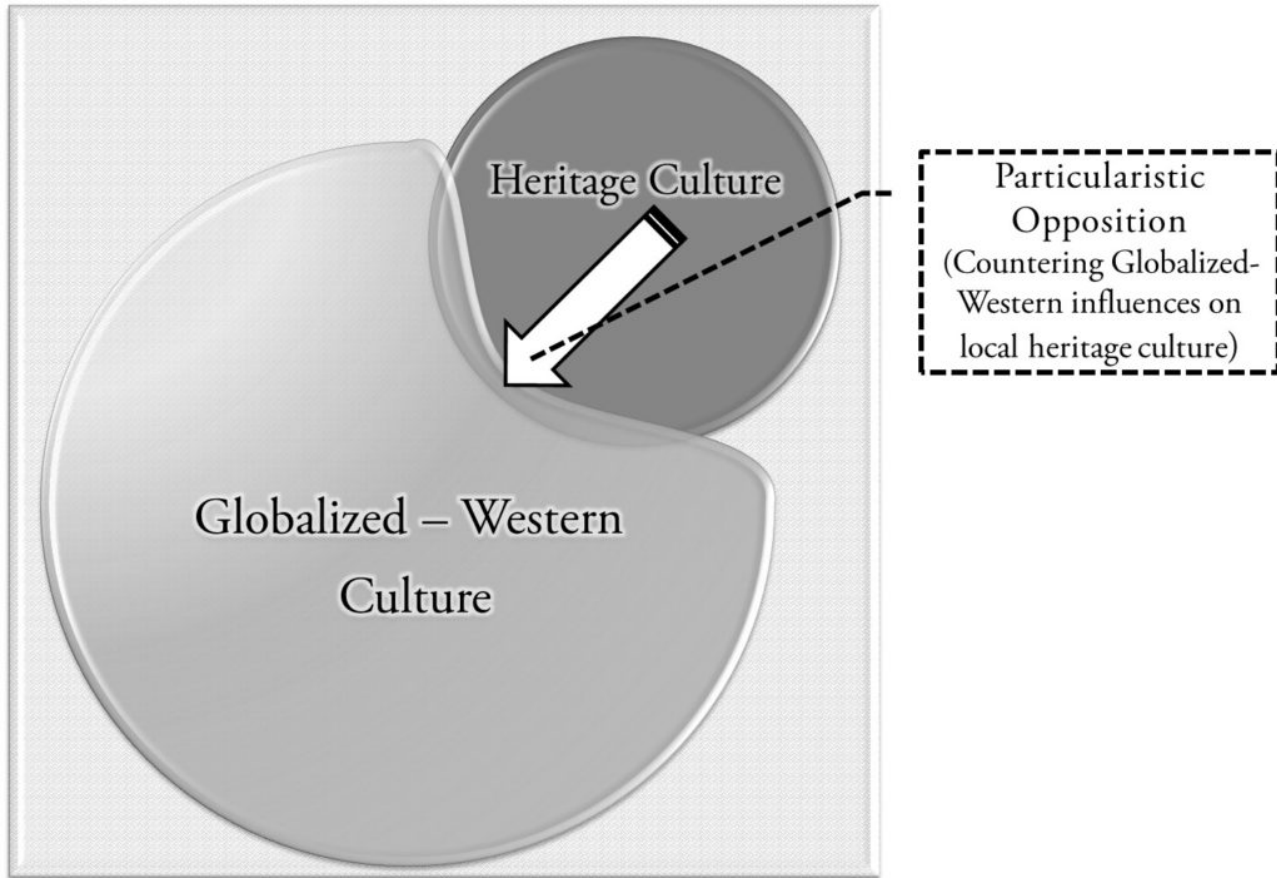 Heritage Culture
Particularistic
Opposition
(Countering Globalized-
Western influences on
local heritage culture)
Globalized – Western
Culture